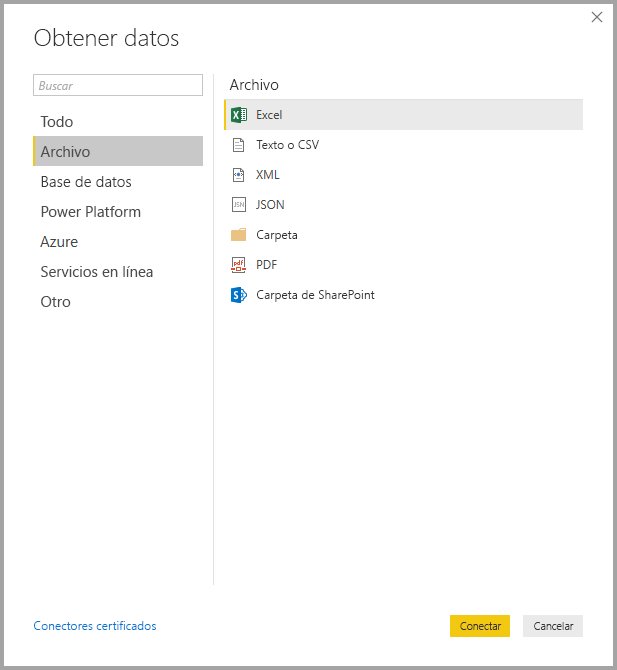 Obtener datos
Buscar
Todo
Archivo
Base de datos
Power Platform
Azure
Servicios en línea
Otro
Archivo
Excel
Texto o CSV
XML
JSON
Carpeta
PDF
Carpeta de SharePoint
Conectores certificados
Conectar
Cancelar